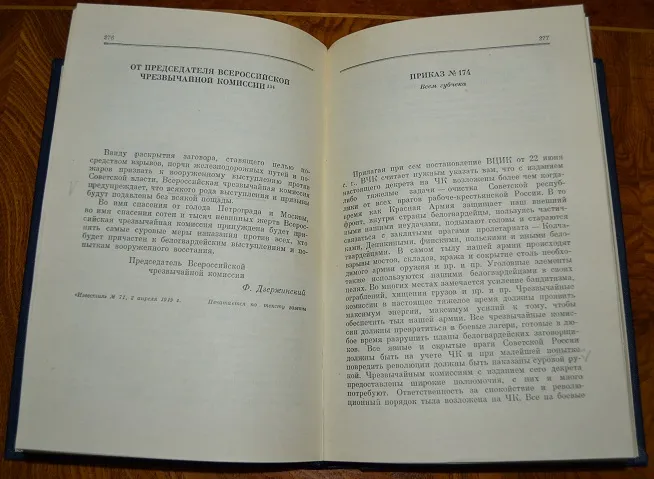 276
ОТ ПРЕДСЕДАТЕЛЯ ВСЕРОССИЙСКОЙ
ЧРЕЗВЫЧАЙНОЙ КОМИССИИ
Ввиду раскрытия заговора, ставящего целью по-
средством взрывов, порчи железнодорожных путей и по-
жаров призвать к вооруженному выступлению против
Советской власти, Всероссийская чрезвычайная комиссия
предупреждает, что всякого рода выступления и призывы
будут подавлены без всякой пощады.
Во имя спасения от голода Петрограда и Москвы,
во имя спасения сотен и тысяч невинных жертв Всерос-
сийская чрезвычайная комиссия принуждена будет при-
нять самые суровые меры наказания против всех, кто
будет причастен к белогвардейским выступлениям и по-
пыткам вооруженного восстания.
Председатель Всероссийской
чрезвычайной комиссии
Ф. Дзержинский
«Известия» № 71, 2 апреля 1919 г.
Печатается по тексту газеты
277
ПРИКАЗ № 174
Всем губчека
Прилагая при сем постановление ВЦИК от 22 июня
с. г., ВЧК считает нужным указать вам, что с изданием
настоящего декрета на ЧК возложены более чем когда-
либо тяжелые задачи — очистка Советской респуб-
лики от всех врагов рабоче-крестьянской России. В то
время как Красная Армия защищает наш внешний
фронт, внутри страны белогвардейцы, пользуясь частич-
ными нашими неудачами, подымают головы и стараются
связаться с заклятыми врагами пролетариата — Колча-
ками, Деникиными, финскими, польскими и иными бе-
логвардейцами. В самом тылу нашей армии происходят
взрывы мостов, складов, кража и сокрытие столь необхо-
димого армии оружия и пр. и пр. Уголовные элементы
также используются нашими белогвардейцами в своих
целях. Во многих местах замечается усиление бандитизма,
ограблений, хищения грузов и пр. и пр. Чрезвычайные
комиссии в настоящее тяжелое время должны проявить
максимум энергии, максимум усилий к тому, чтобы
обеспечить тыл нашей армии. Все чрезвычайные комис-
сии должны превратиться в боевые лагери, готовые в лю-
бое время разрушить планы белогвардейских заговорщи-
ков. Все явные и скрытые врага Советской России
должны быть на учете ЧК и при малейшей попытке
повредить революции должны быть наказаны суровой ру-
кой. Чрезвычайным комиссиям с изданием сего декрета
предоставлены широкие полномочия, с них и много
потребуют. Ответственность за спокойствие и револю-
ционный порядок тыла возложена на ЧК. Все на боевые